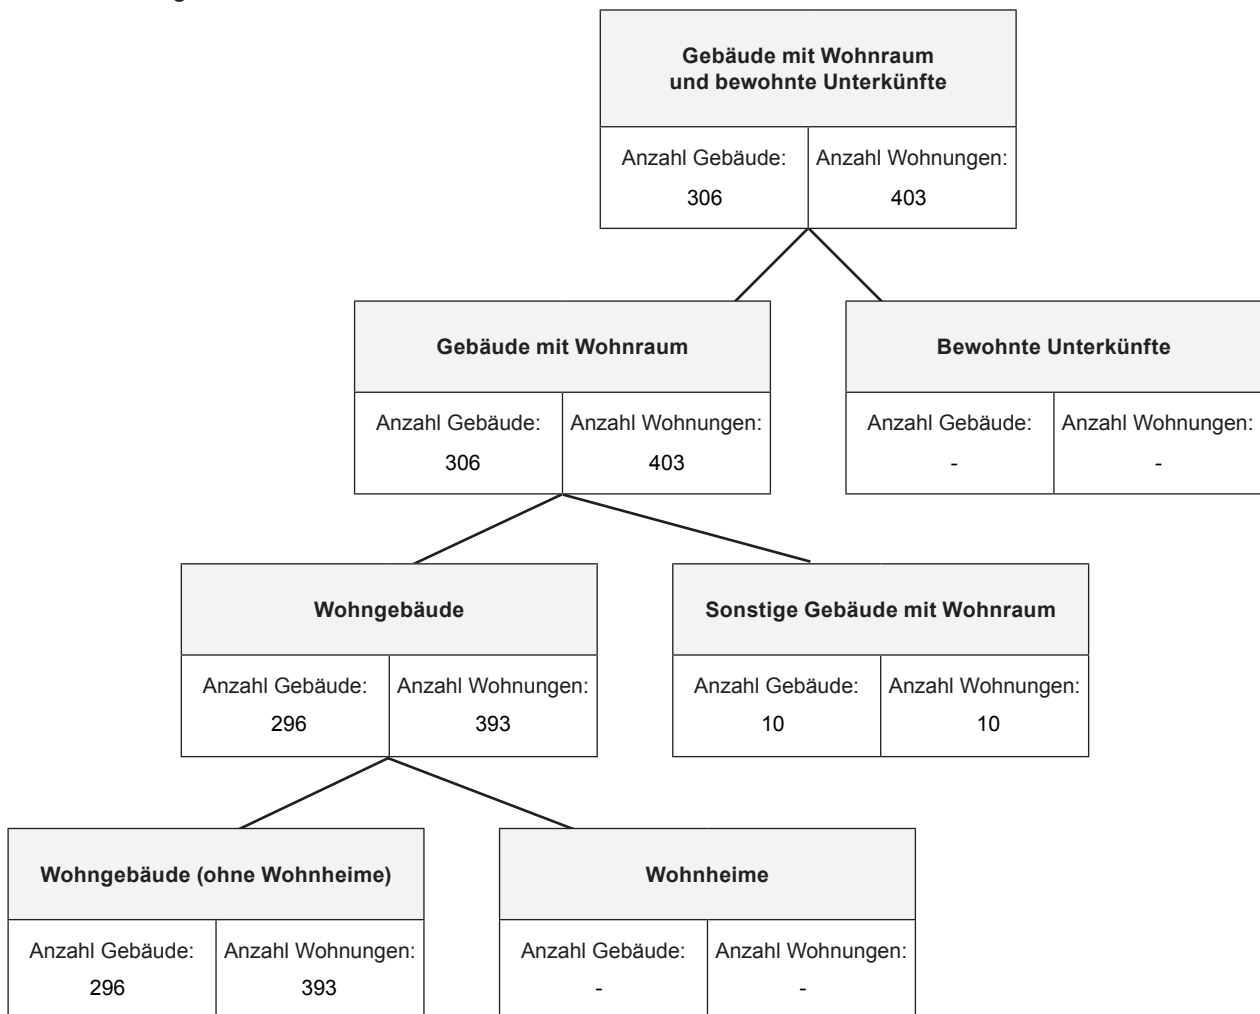 Gebäude mit Wohnraum
und bewohnte Unterkünfte
Anzahl Gebäude: Anzahl Wohnungen:
306 403
Gebäude mit Wohnraum
Bewohnte Unterkünfte
Anzahl Gebäude: Anzahl Wohnungen:
306 403
Anzahl Gebäude: Anzahl Wohnungen:
- -
Wohngebäude
Sonstige Gebäude mit Wohnraum
Anzahl Gebäude: Anzahl Wohnungen:
296 393
Anzahl Gebäude: Anzahl Wohnungen:
10 10
Wohngebäude (ohne Wohnheime)
Wohnheime
Anzahl Gebäude: Anzahl Wohnungen:
296 393
Anzahl Gebäude: Anzahl Wohnungen:
- -